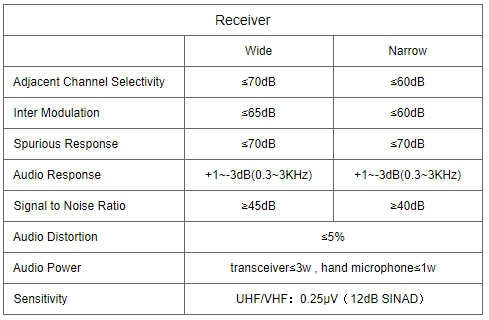 Receiver
Wide Narrow
Adjacent Channel Selectivity ≤70dB ≤60dB
Inter Modulation ≤65dB ≤60dB
Spurious Response ≤70dB ≤70dB
Audio Response +1~-3dB(0.3~3KHz) +1~-3dB(0.3~3KHz)
Signal to Noise Ratio ≥45dB ≥40dB
Audio Distortion ≤5%
Audio Power transceiver≤3w , hand microphone≤1w
Sensitivity UHF/VHF：0.25μV（12dB SINAD）